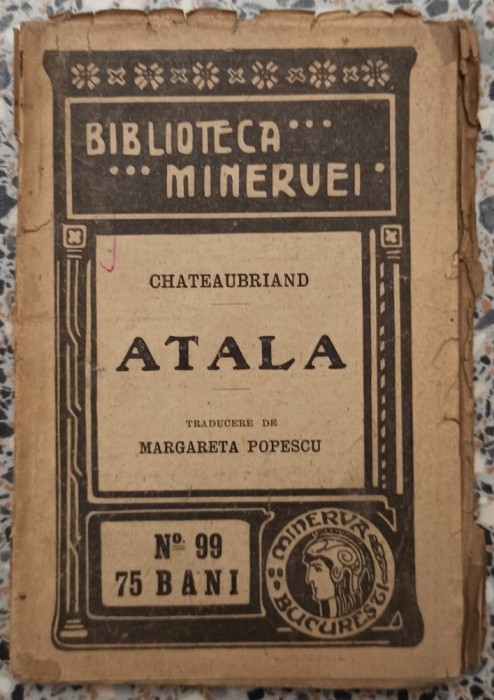 BIBLIOTECA ...
... MINERVEI .
CHATEAUBRIAND
ATALA
TRADUCERE DE
MARGARETA POPESCU
No. 99
75 BANI
MINERVA
BUCUREȘTI